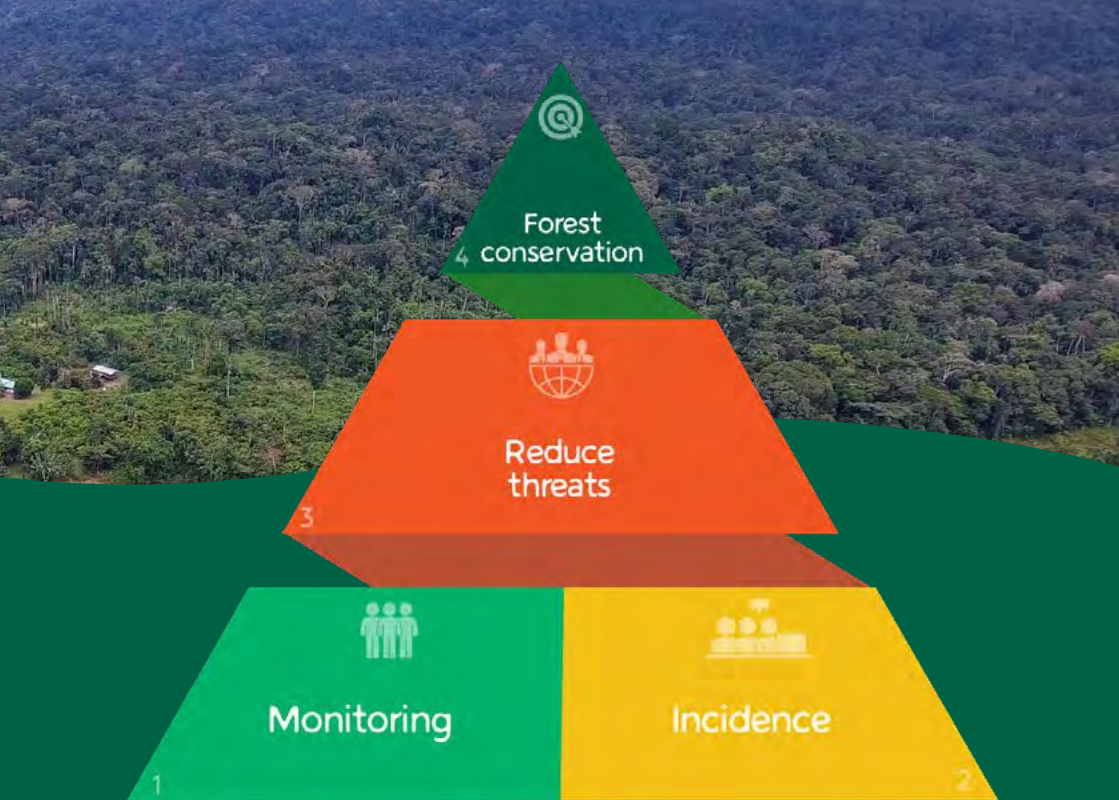 Forest
4 conservation
Reduce
threats
3
Monitoring
Incidence
1
2